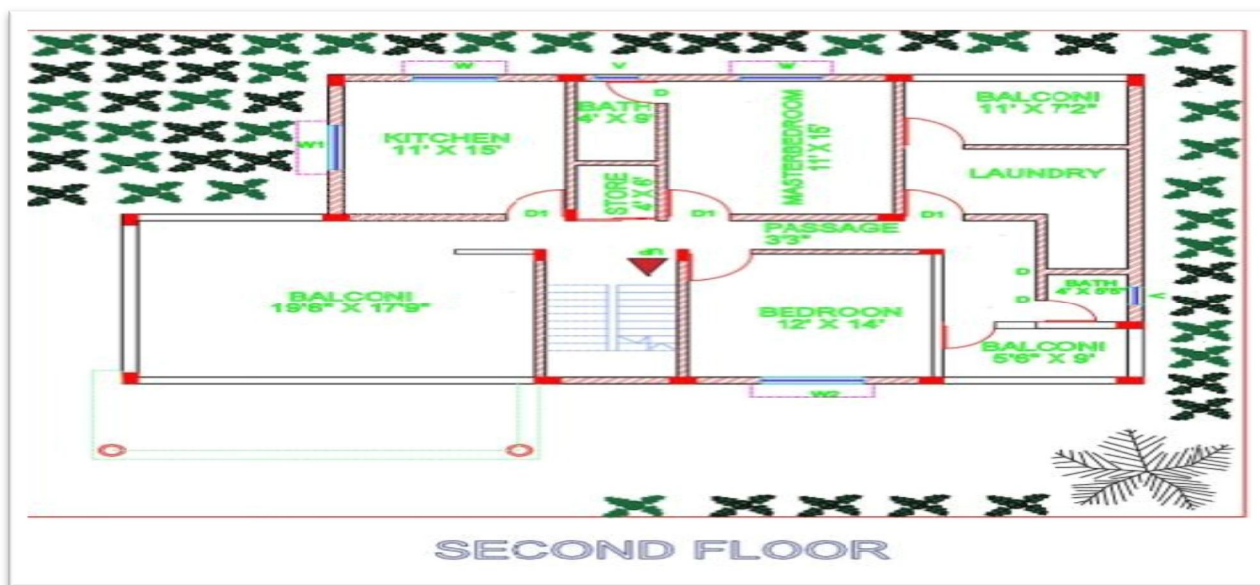 W
V
W
BALCONI
11' X 7'2"
D
BATH
4' X 9'
KITCHEN
11' X 15'
MASTERBEDROOM
11'X15'
W1
LAUNDRY
STORE
4' X 6'
D1
D1
D1
PASSAGE
3'3"
UP
D
BATH
D
V
BALCONI
19'6" X 17'9"
BEDROON
12' X 14'
BALCONI
5'6" X 9'
W2
SECOND FLOOR